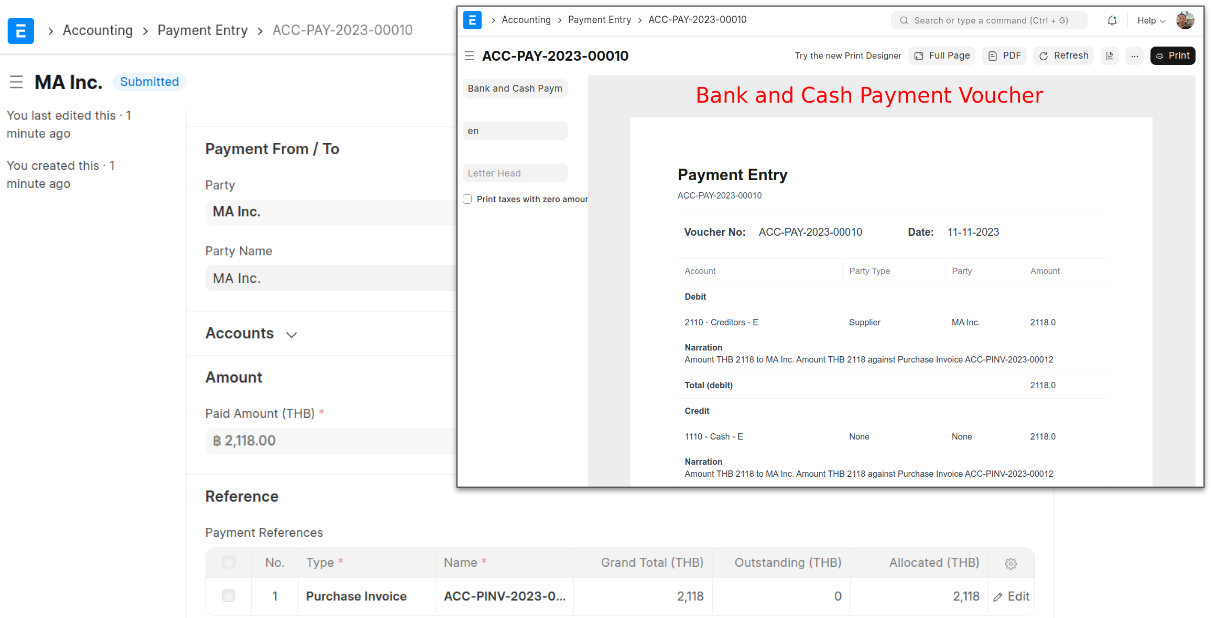 E > Accounting > Payment Entry > ACC-PAY-2023-00010
MA Inc. Submitted
You last edited this · 1
minute ago
You created this · 1
minute ago
Payment From / To
Party
MA Inc.
Party Name
MA Inc.
Accounts
Amount
Paid Amount (THB) *
฿ 2,118.00
Reference
Payment References
No. Type * Name * Grand Total (THB) Outstanding (THB) Allocated (THB)
1 Purchase Invoice ACC-PINV-2023-0... 2,118 0 2,118 Edit
E > Accounting > Payment Entry > ACC-PAY-2023-00010 Search or type a command (Ctrl + G) Help
ACC-PAY-2023-00010 Try the new Print Designer Full Page PDF Refresh ... Print
Bank and Cash Paym
en
Letter Head
Print taxes with zero amour
Bank and Cash Payment Voucher
Payment Entry
ACC-PAY-2023-00010
Voucher No: ACC-PAY-2023-00010 Date: 11-11-2023
Account Party Type Party Amount
Debit
2110 - Creditors - E Supplier MA Inc. 2118.0
Narration
Amount THB 2118 to MA Inc. Amount THB 2118 against Purchase Invoice ACC-PINV-2023-00012
Total (debit) 2118.0
Credit
1110 - Cash - E None None 2118.0
Narration
Amount THB 2118 to MA Inc. Amount THB 2118 against Purchase Invoice ACC-PINV-2023-00012